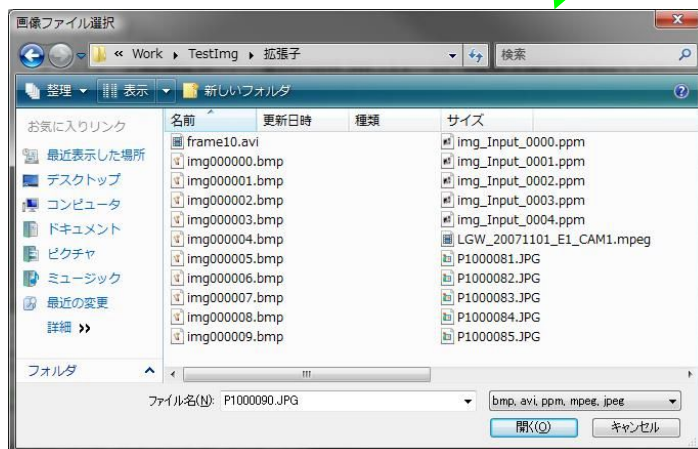 画像ファイル選択
« Work ▸ TestImg ▸ 拡張子
検索
整理 表示 新しいフォルダ
お気に入りリンク
最近表示した場所
デスクトップ
コンピュータ
ドキュメント
ピクチャ
ミュージック
最近の変更
詳細 »
フォルダ
名前 更新日時 種類 サイズ
frame10.avi
img000000.bmp
img000001.bmp
img000002.bmp
img000003.bmp
img000004.bmp
img000005.bmp
img000006.bmp
img000007.bmp
img000008.bmp
img000009.bmp
img_Input_0000.ppm
img_Input_0001.ppm
img_Input_0002.ppm
img_Input_0003.ppm
img_Input_0004.ppm
LGW_20071101_E1_CAM1.mpeg
P1000081.JPG
P1000082.JPG
P1000083.JPG
P1000084.JPG
P1000085.JPG
ファイル名(N): P1000090.JPG
bmp, avi, ppm, mpeg, jpeg
開く(O) キャンセル